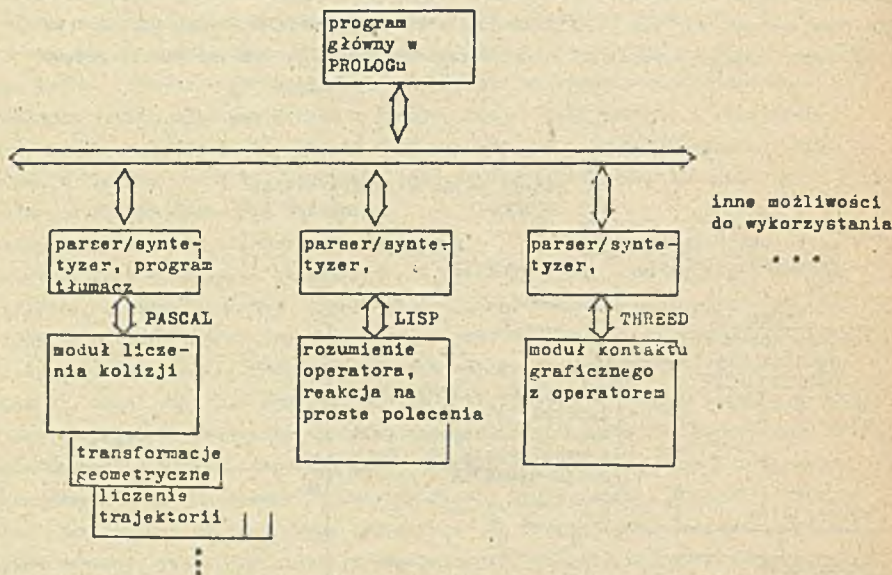 program
główny w
PROLOGu
inne możliwości
do wykorzystania
...
parser/synte-
tyzer, program
tłumacz
parser/synte-
tyzer,
parser/synte-
tyzer,
PASCAL
LISP
THREED
moduł licze-
nia kolizji
rozumienie
operatora,
reakcja na
proste polecenia
moduł kontaktu
graficznego
z operatorem
transformacje
geometryczne
liczenie
trajektorii